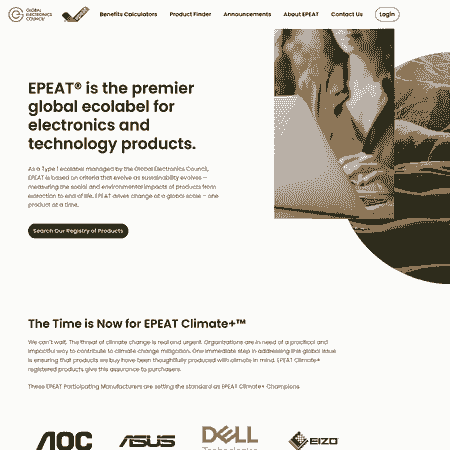 GLOBAL
ELECTRONICS
COUNCIL
Benefits Calculators Product Finder Announcements About EPEAT Contact Us Login
EPEAT® is the premier
global ecolabel for
electronics and
technology products.
As a Type 1 ecolabel managed by the Global Electronics Council,
EPEAT is based on criteria that evolve as sustainability evolves –
measuring the social and environmental impacts of products from
extraction to end of life. EPEAT drives change at a global scale – one
product at a time.
Search Our Registry of Products
The Time is Now for EPEAT Climate+™
We can't wait. The threat of climate change is real and urgent. Organizations are in need of a practical and
impactful way to contribute to climate change mitigation. One immediate step in addressing this global issue
is ensuring that products we buy have been thoughtfully produced with climate in mind. EPEAT Climate+
registered products give this assurance to purchasers.
These EPEAT Participating Manufacturers are setting the standard as EPEAT Climate+ Champions
AOC ASUS DELL EIZO
Technologies